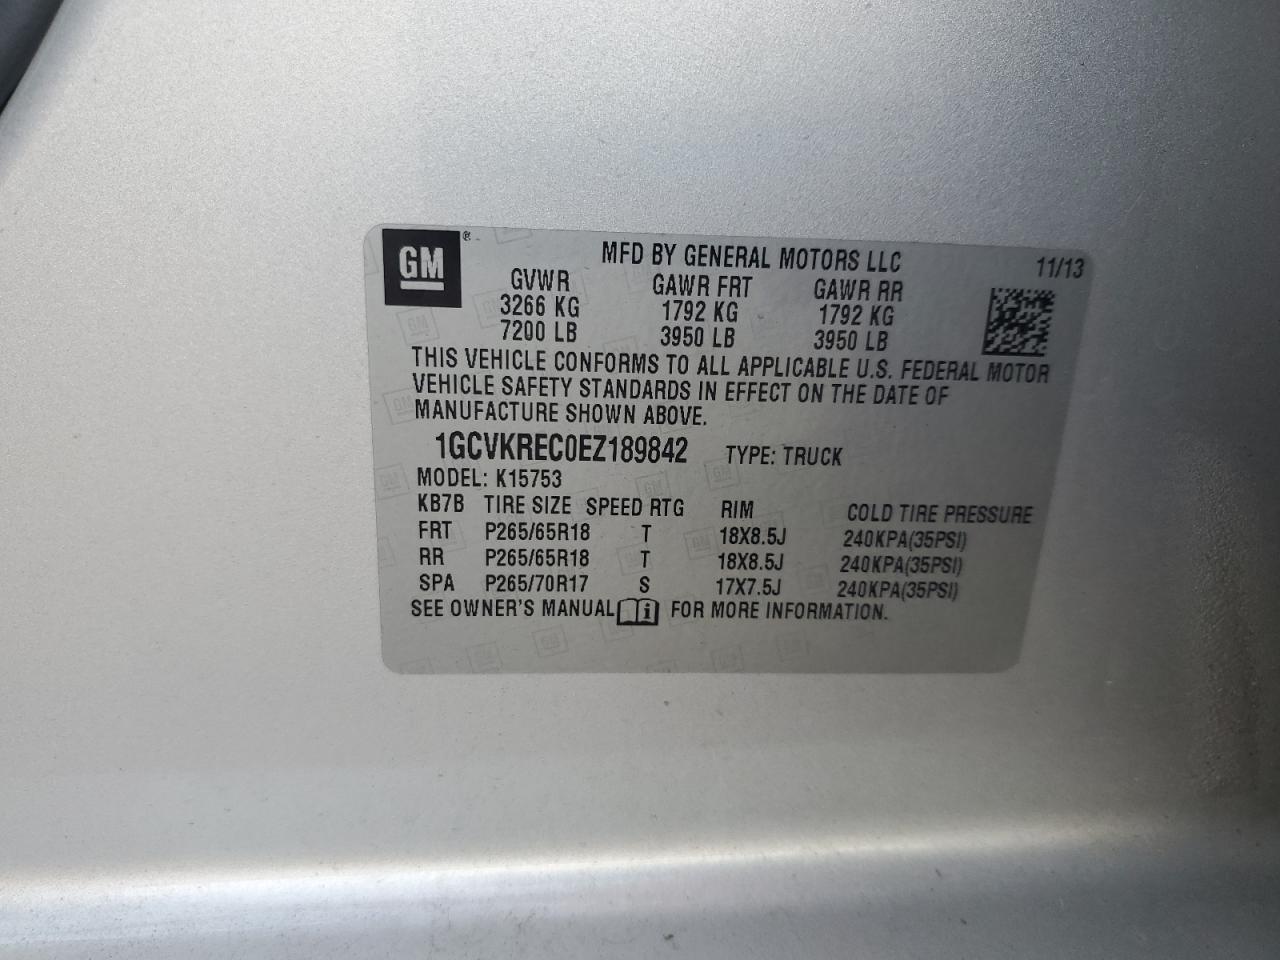 GM ® MFD BY GENERAL MOTORS LLC 11/13
GVWR GAWR FRT GAWR RR
3266 KG 1792 KG 1792 KG
7200 LB 3950 LB 3950 LB
THIS VEHICLE CONFORMS TO ALL APPLICABLE U.S. FEDERAL MOTOR
VEHICLE SAFETY STANDARDS IN EFFECT ON THE DATE OF
MANUFACTURE SHOWN ABOVE.
1GCVKREC0EZ189842 TYPE: TRUCK
MODEL: K15753
KB7B TIRE SIZE SPEED RTG RIM COLD TIRE PRESSURE
FRT P265/65R18 T 18X8.5J 240KPA(35PSI)
RR P265/65R18 T 18X8.5J 240KPA(35PSI)
SPA P265/70R17 S 17X7.5J 240KPA(35PSI)
SEE OWNER'S MANUAL i FOR MORE INFORMATION.